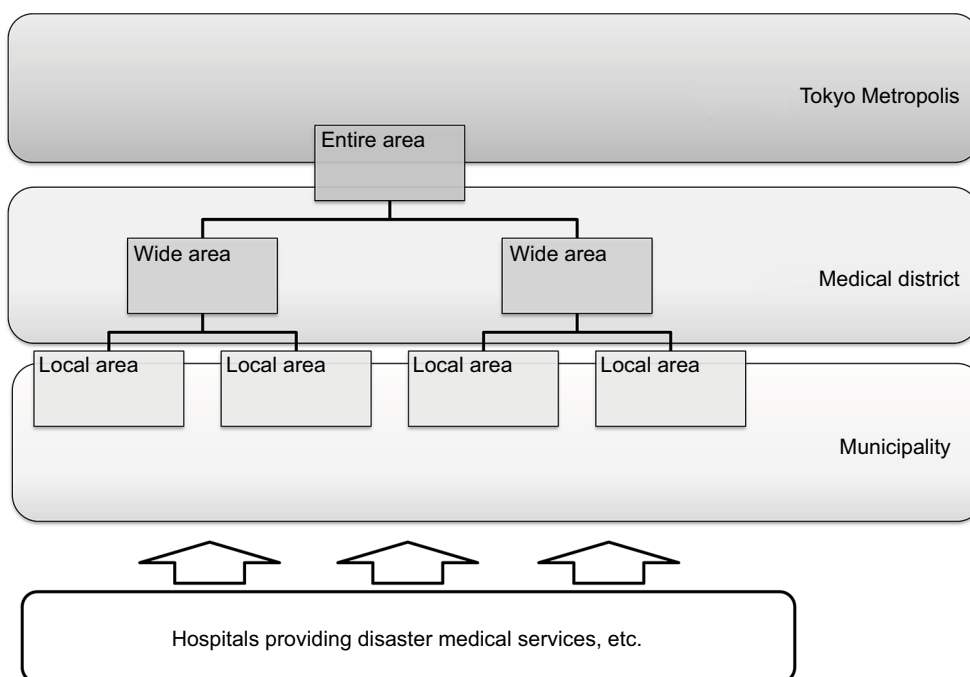 Tokyo Metropolis
Entire area
Wide area
Wide area
Medical district
Local area
Local area
Local area
Local area
Municipality
Hospitals providing disaster medical services, etc.